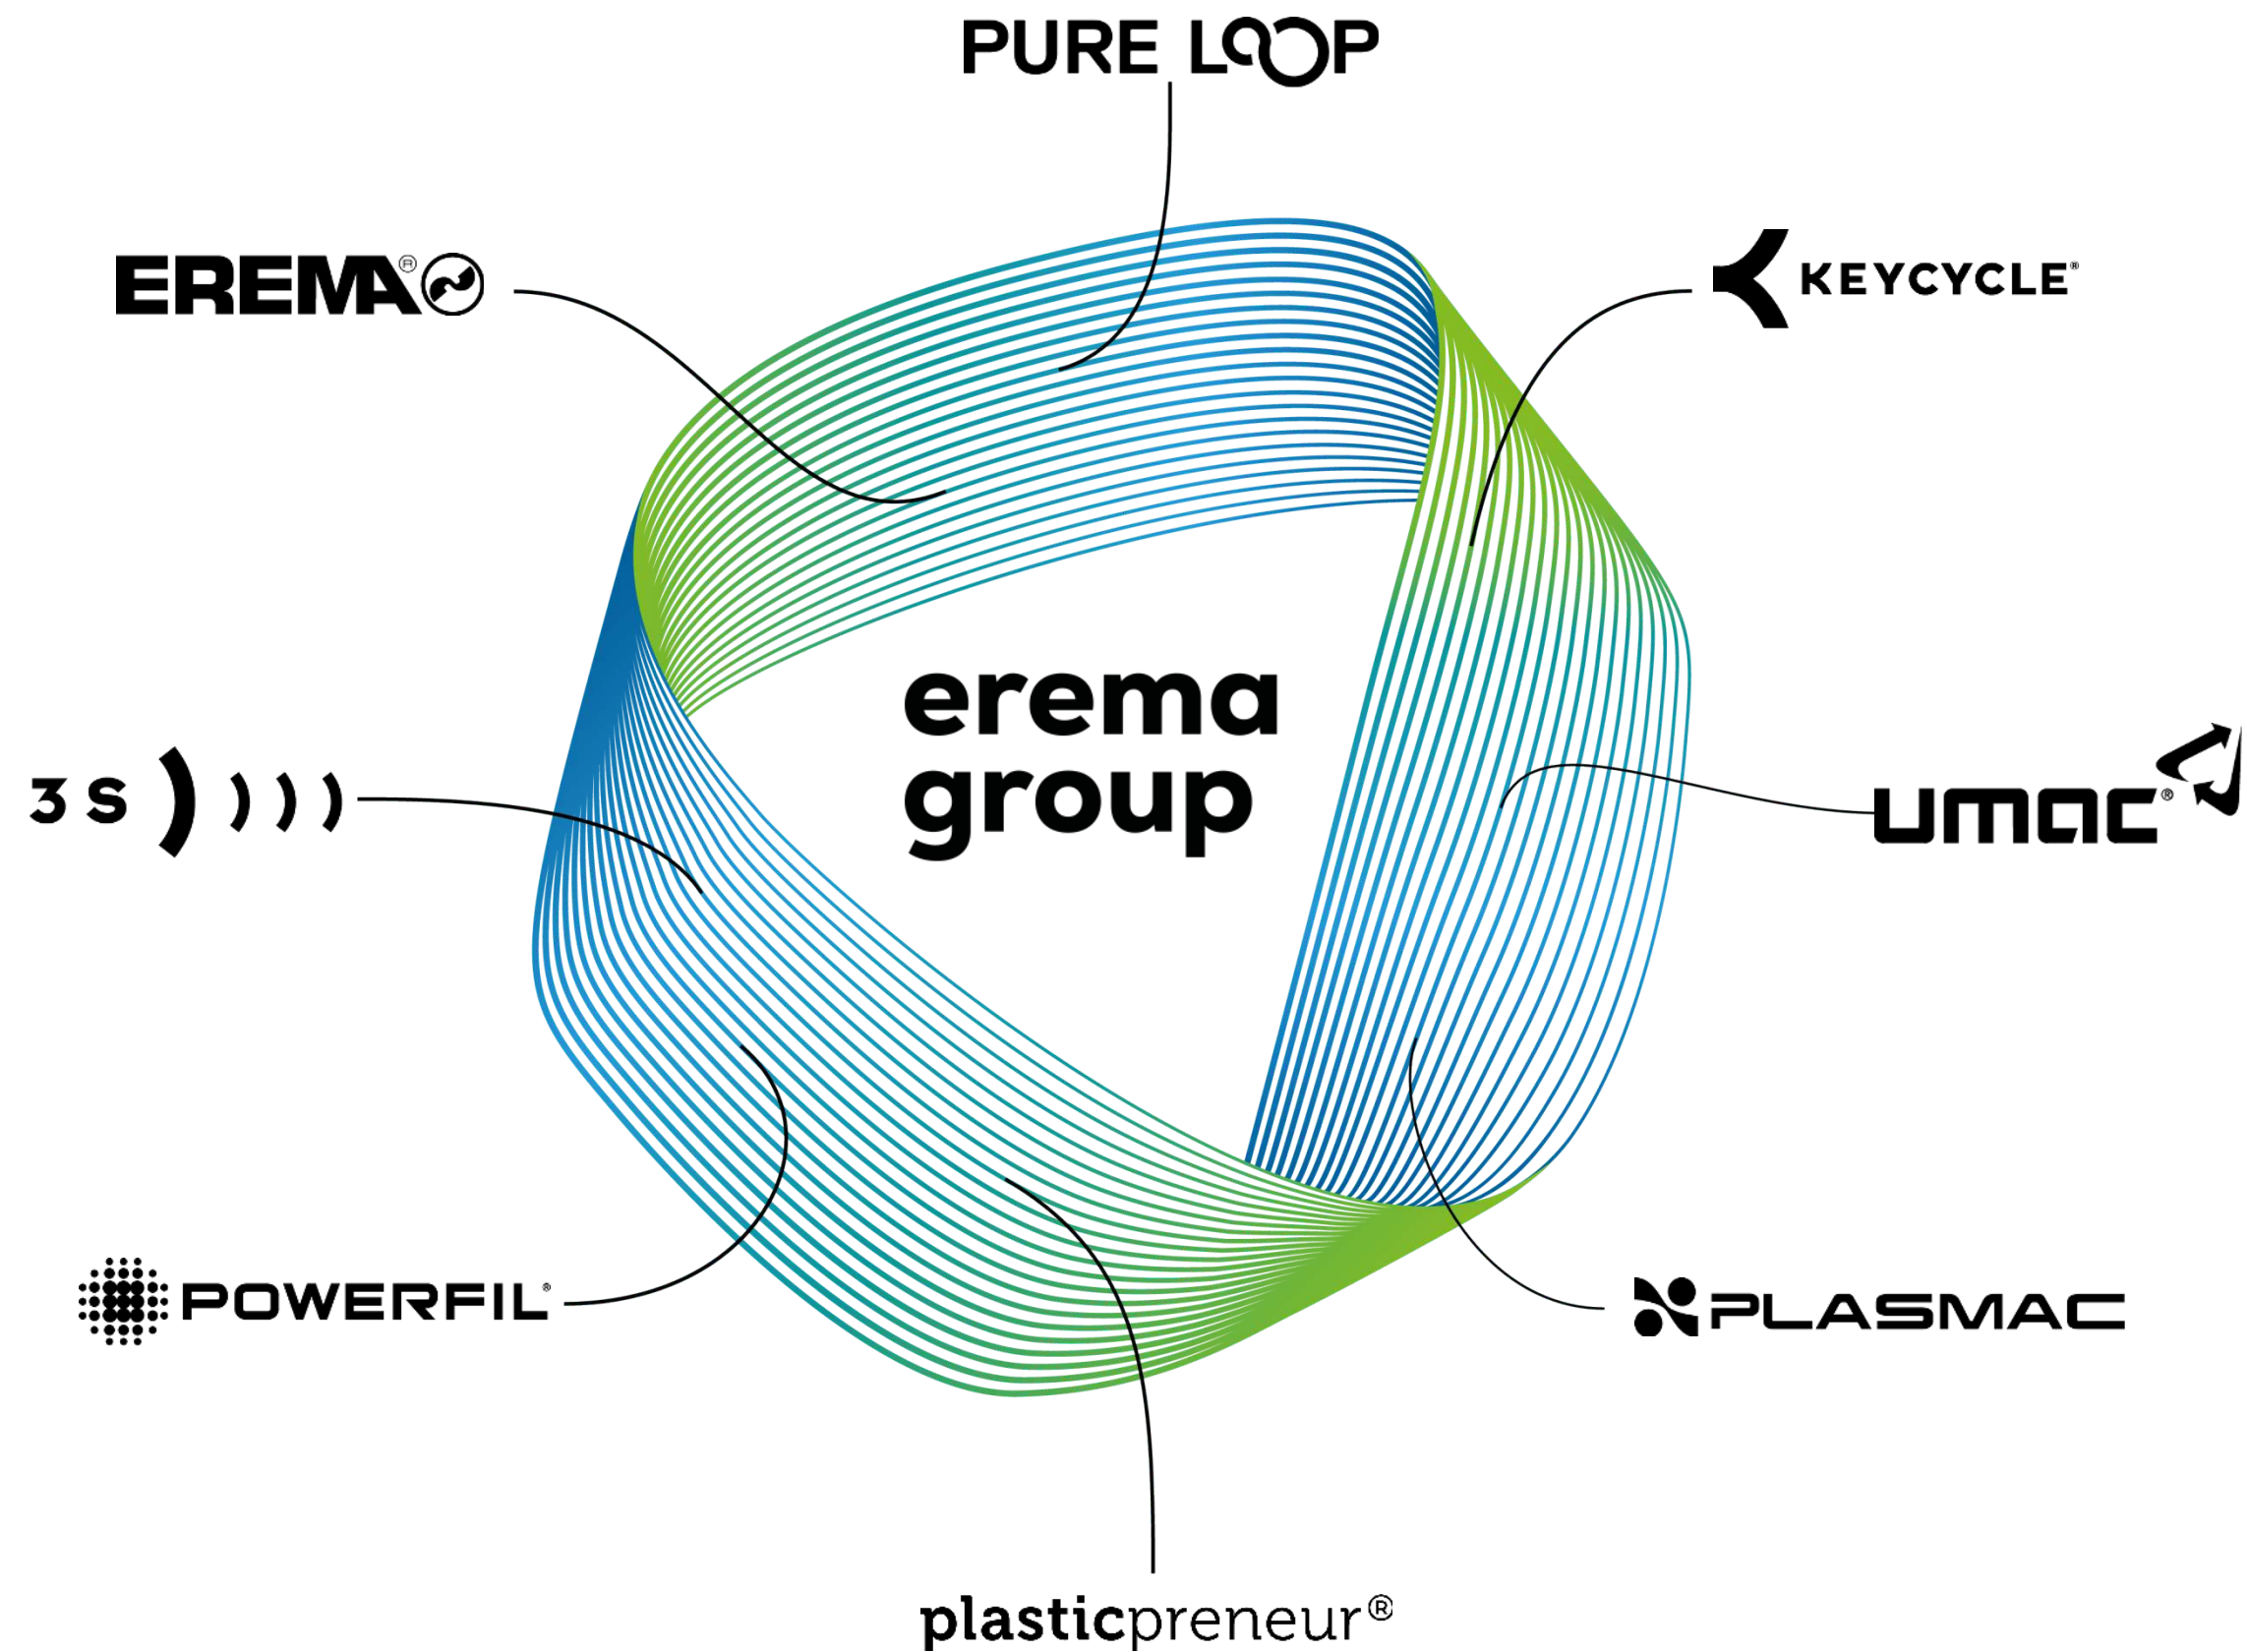 PURE LOOP
EREMA®
KEYCYCLE®
erema
group
3S
umac®
POWERFIL®
PLASMAC
plasticpreneur®